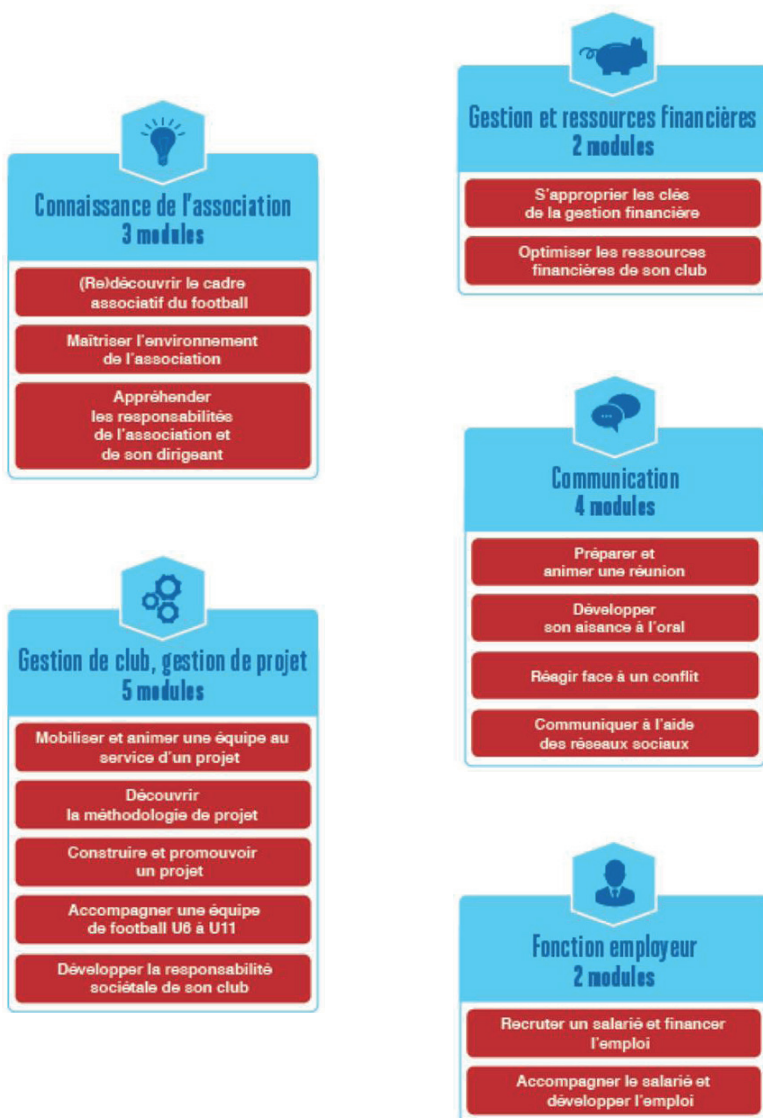 Connaissance de l'association
3 modules
(Re)découvrir le cadre
associatif du football
Maîtriser l'environnement
de l'association
Appréhender
les responsabilités
de l'association et
de son dirigeant
Gestion de club, gestion de projet
5 modules
Mobiliser et animer une équipe au
service d'un projet
Découvrir
la méthodologie de projet
Construire et promouvoir
un projet
Accompagner une équipe
de football U6 à U11
Développer la responsabilité
sociétale de son club
Gestion et ressources financières
2 modules
S'approprier les clés
de la gestion financière
Optimiser les ressources
financières de son club
Communication
4 modules
Préparer et
animer une réunion
Développer
son aisance à l'oral
Réagir face à un conflit
Communiquer à l'aide
des réseaux sociaux
Fonction employeur
2 modules
Recruter un salarié et financer
l'emploi
Accompagner le salarié et
développer l'emploi